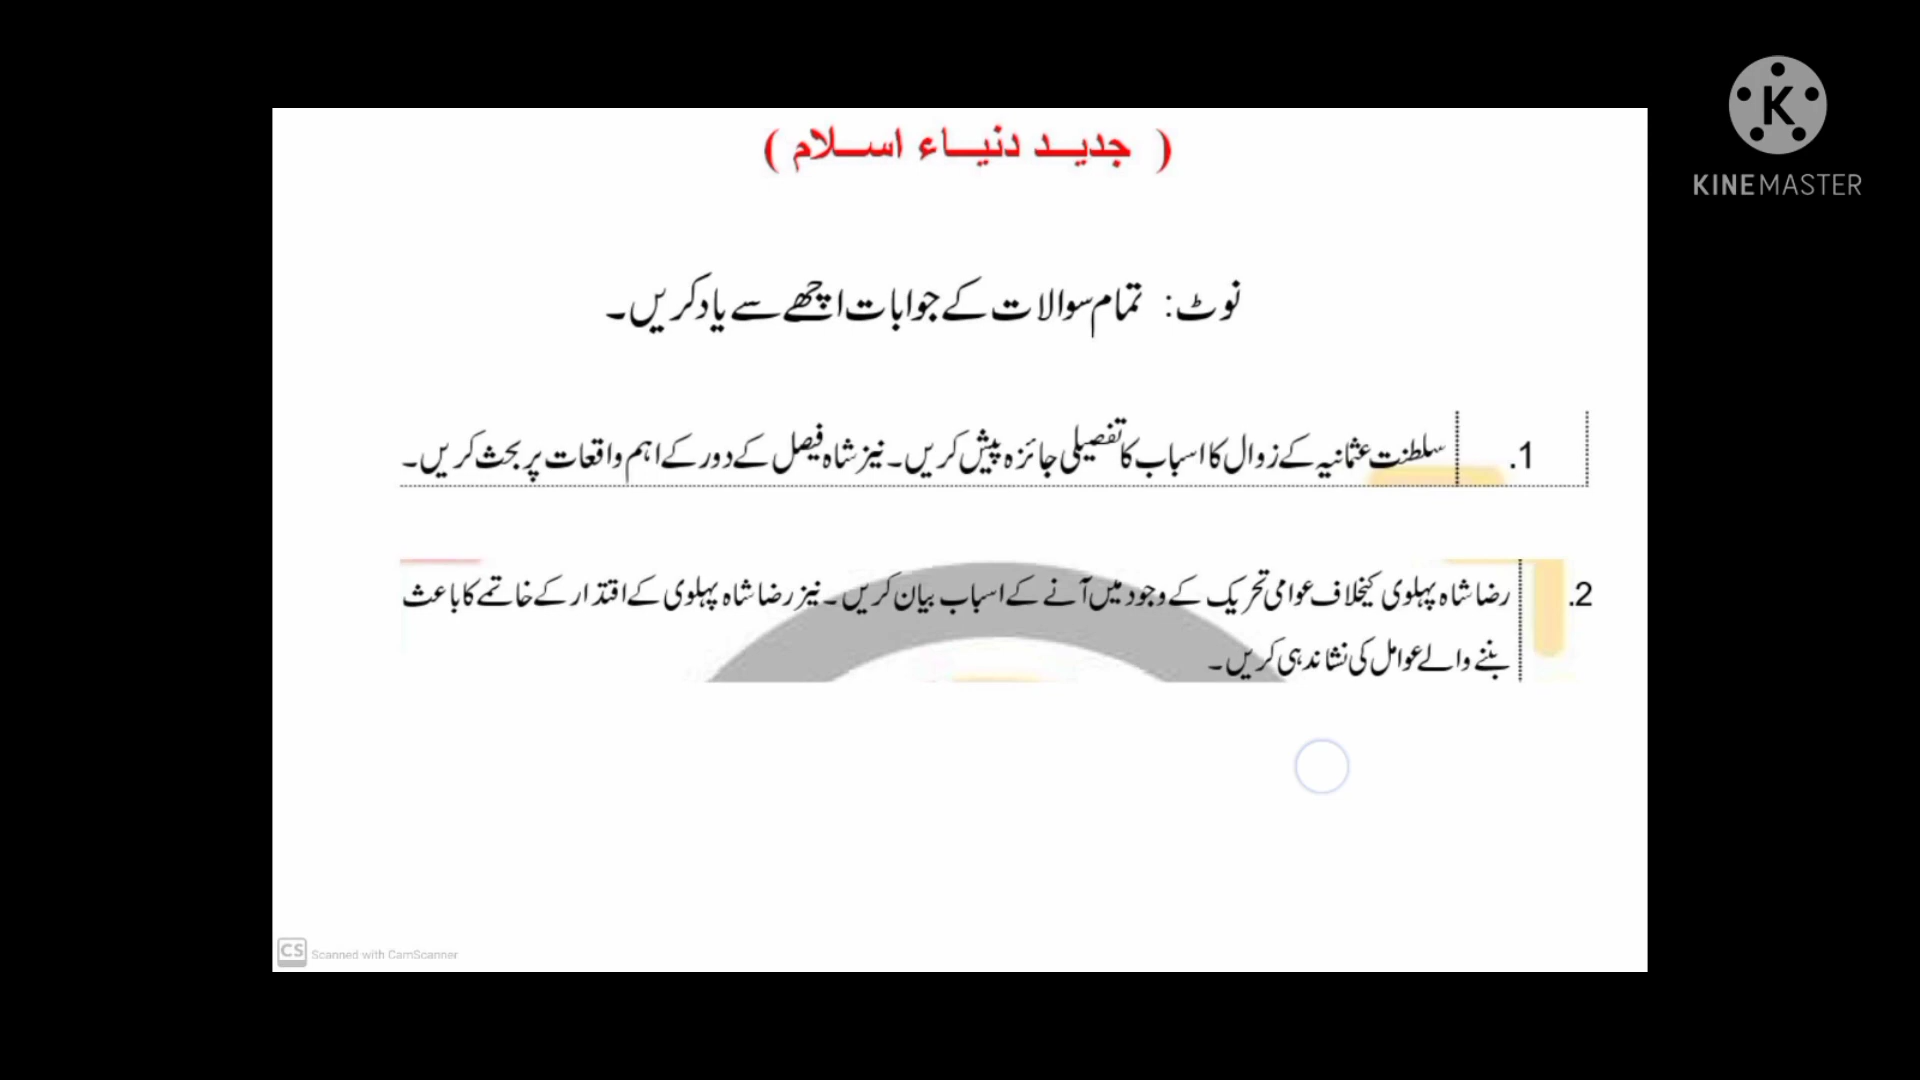 ( جدید دنیاء اسلام )
KINEMASTER
نوٹ: تمام سوالات کے جوابات اچھے سے یاد کریں۔
1. سلطنت عثمانیہ کے زوال کا اسباب کا تفصیلی جائزہ پیش کریں۔ نیز شاہ فیصل کے دور کے اہم واقعات پر بحث کریں۔
2. رضا شاہ پہلوی کیخلاف عوامی تحریک کے وجود میں آنے کے اسباب بیان کریں۔ نیز رضا شاہ پہلوی کے اقتدار کے خاتمے کا باعث
بننے والے عوامل کی نشاندہی کریں۔
CS Scanned with CamScanner